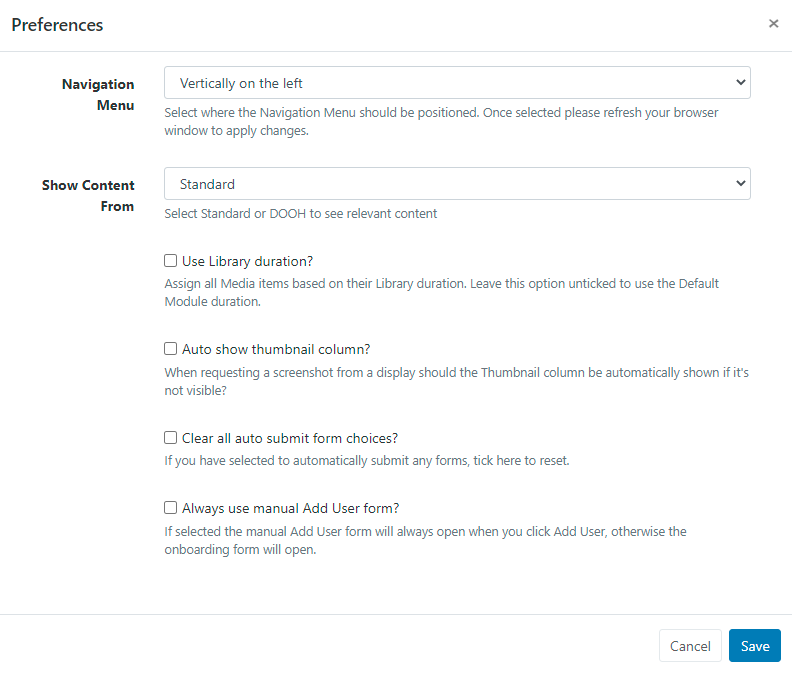 Preferences ×
Navigation Vertically on the left
Menu
Select where the Navigation Menu should be positioned. Once selected please refresh your browser
window to apply changes.
Show Content Standard
From
Select Standard or DOOH to see relevant content
Use Library duration?
Assign all Media items based on their Library duration. Leave this option unticked to use the Default
Module duration.
Auto show thumbnail column?
When requesting a screenshot from a display should the Thumbnail column be automatically shown if it's
not visible?
Clear all auto submit form choices?
If you have selected to automatically submit any forms, tick here to reset.
Always use manual Add User form?
If selected the manual Add User form will always open when you click Add User, otherwise the
onboarding form will open.
Cancel Save